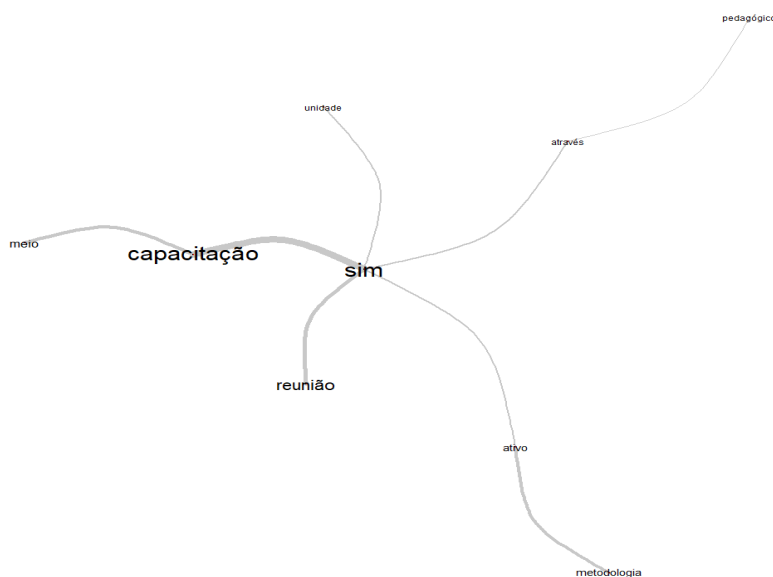 pedagógico
unidade
através
meio
capacitação
sim
reunião
ativo
metodologia